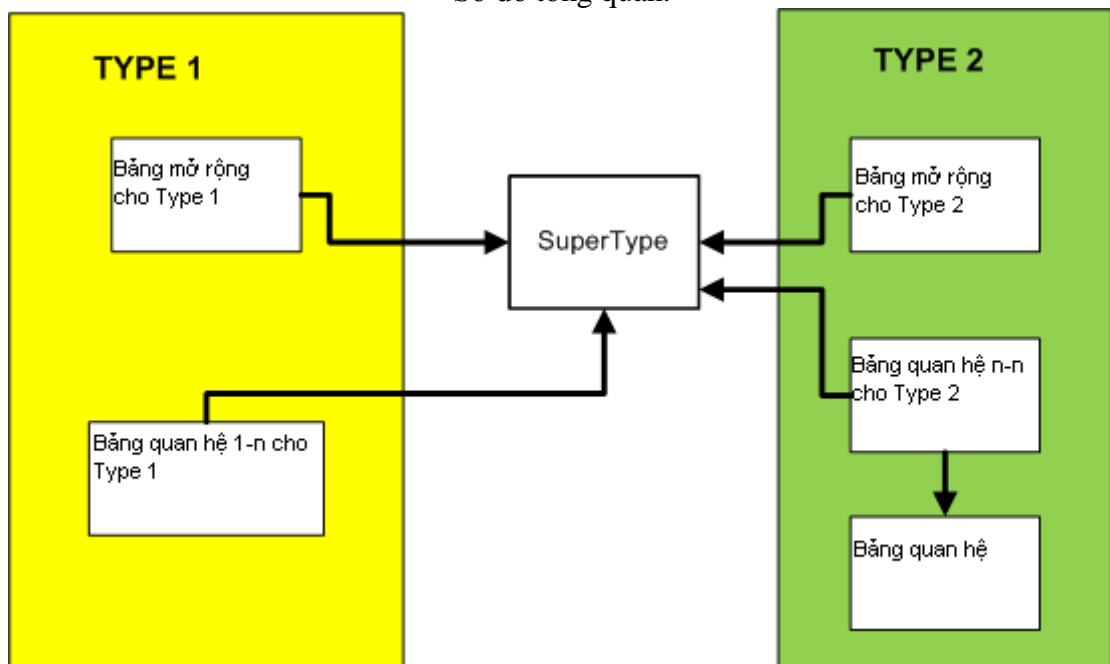 Sơ đồ tổng quan.
TYPE 1
TYPE 2
Bảng mở rộng
cho Type 1
Bảng mở rộng
cho Type 2
SuperType
Bảng quan hệ n-n
cho Type 2
Bảng quan hệ 1-n cho
Type 1
Bảng quan hệ